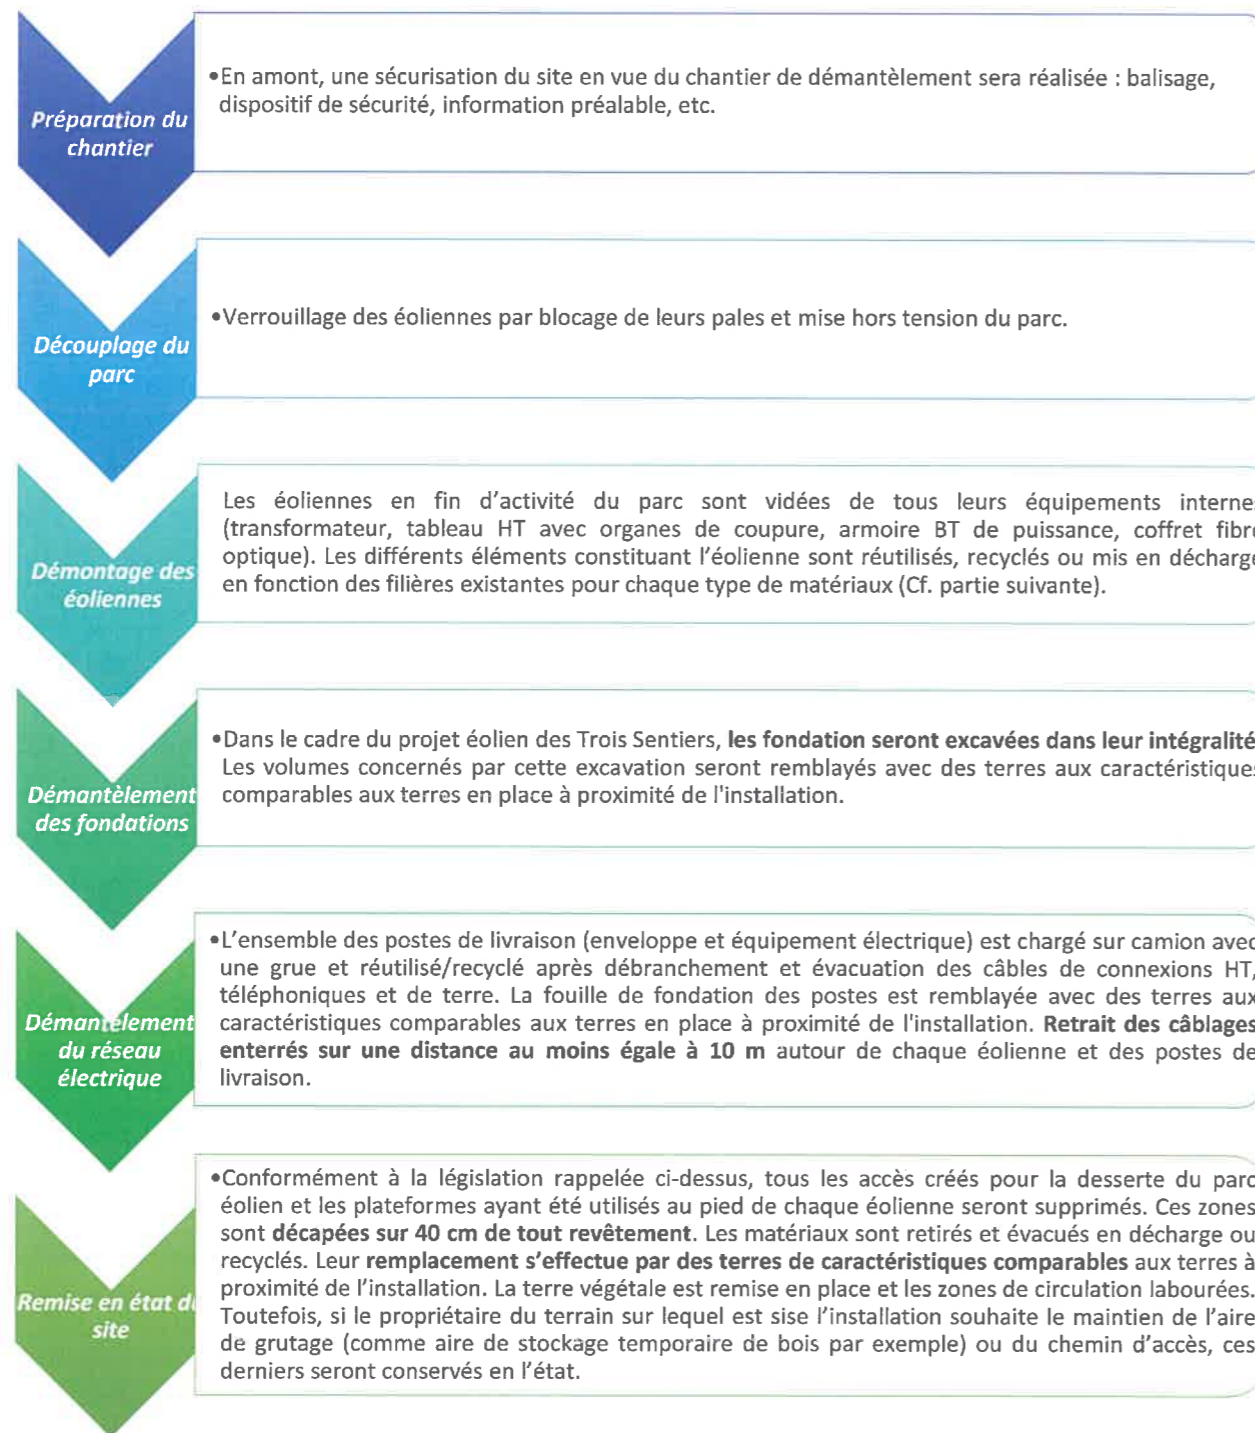 Préparation du
chantier
•En amont, une sécurisation du site en vue du chantier de démantèlement sera réalisée : balisage,
dispositif de sécurité, information préalable, etc.
Découplage du
parc
•Verrouillage des éoliennes par blocage de leurs pales et mise hors tension du parc.
Démontage des
éoliennes
Les éoliennes en fin d’activité du parc sont vidées de tous leurs équipements interne
(transformateur, tableau HT avec organes de coupure, armoire BT de puissance, coffret fibre
optique). Les différents éléments constituant l’éolienne sont réutilisés, recyclés ou mis en décharge
en fonction des filières existantes pour chaque type de matériaux (Cf. partie suivante).
Démantèlement
des fondations
•Dans le cadre du projet éolien des Trois Sentiers, les fondation seront excavées dans leur intégralité
Les volumes concernés par cette excavation seront remblayés avec des terres aux caractéristiques
comparables aux terres en place à proximité de l'installation.
Démantèlement
du réseau
électrique
•L’ensemble des postes de livraison (enveloppe et équipement électrique) est chargé sur camion avec
une grue et réutilisé/recyclé après débranchement et évacuation des câbles de connexions HT,
téléphoniques et de terre. La fouille de fondation des postes est remblayée avec des terres aux
caractéristiques comparables aux terres en place à proximité de l'installation. Retrait des câblages
enterrés sur une distance au moins égale à 10 m autour de chaque éolienne et des postes de
livraison.
Remise en état du
site
•Conformément à la législation rappelée ci-dessus, tous les accès créés pour la desserte du parc
éolien et les plateformes ayant été utilisés au pied de chaque éolienne seront supprimés. Ces zones
sont décapées sur 40 cm de tout revêtement. Les matériaux sont retirés et évacués en décharge ou
recyclés. Leur remplacement s’effectue par des terres de caractéristiques comparables aux terres à
proximité de l’installation. La terre végétale est remise en place et les zones de circulation labourées.
Toutefois, si le propriétaire du terrain sur lequel est sise l’installation souhaite le maintien de l’aire
de grutage (comme aire de stockage temporaire de bois par exemple) ou du chemin d’accès, ces
derniers seront conservés en l’état.